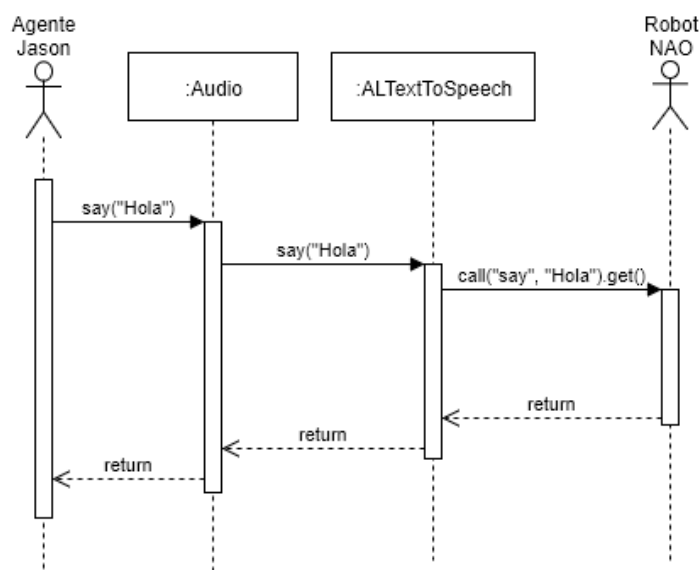 Agente
Jason
Robot
NAO
:Audio
:ALTextToSpeech
say("Hola")
say("Hola")
call("say", "Hola").get()
return
return
return